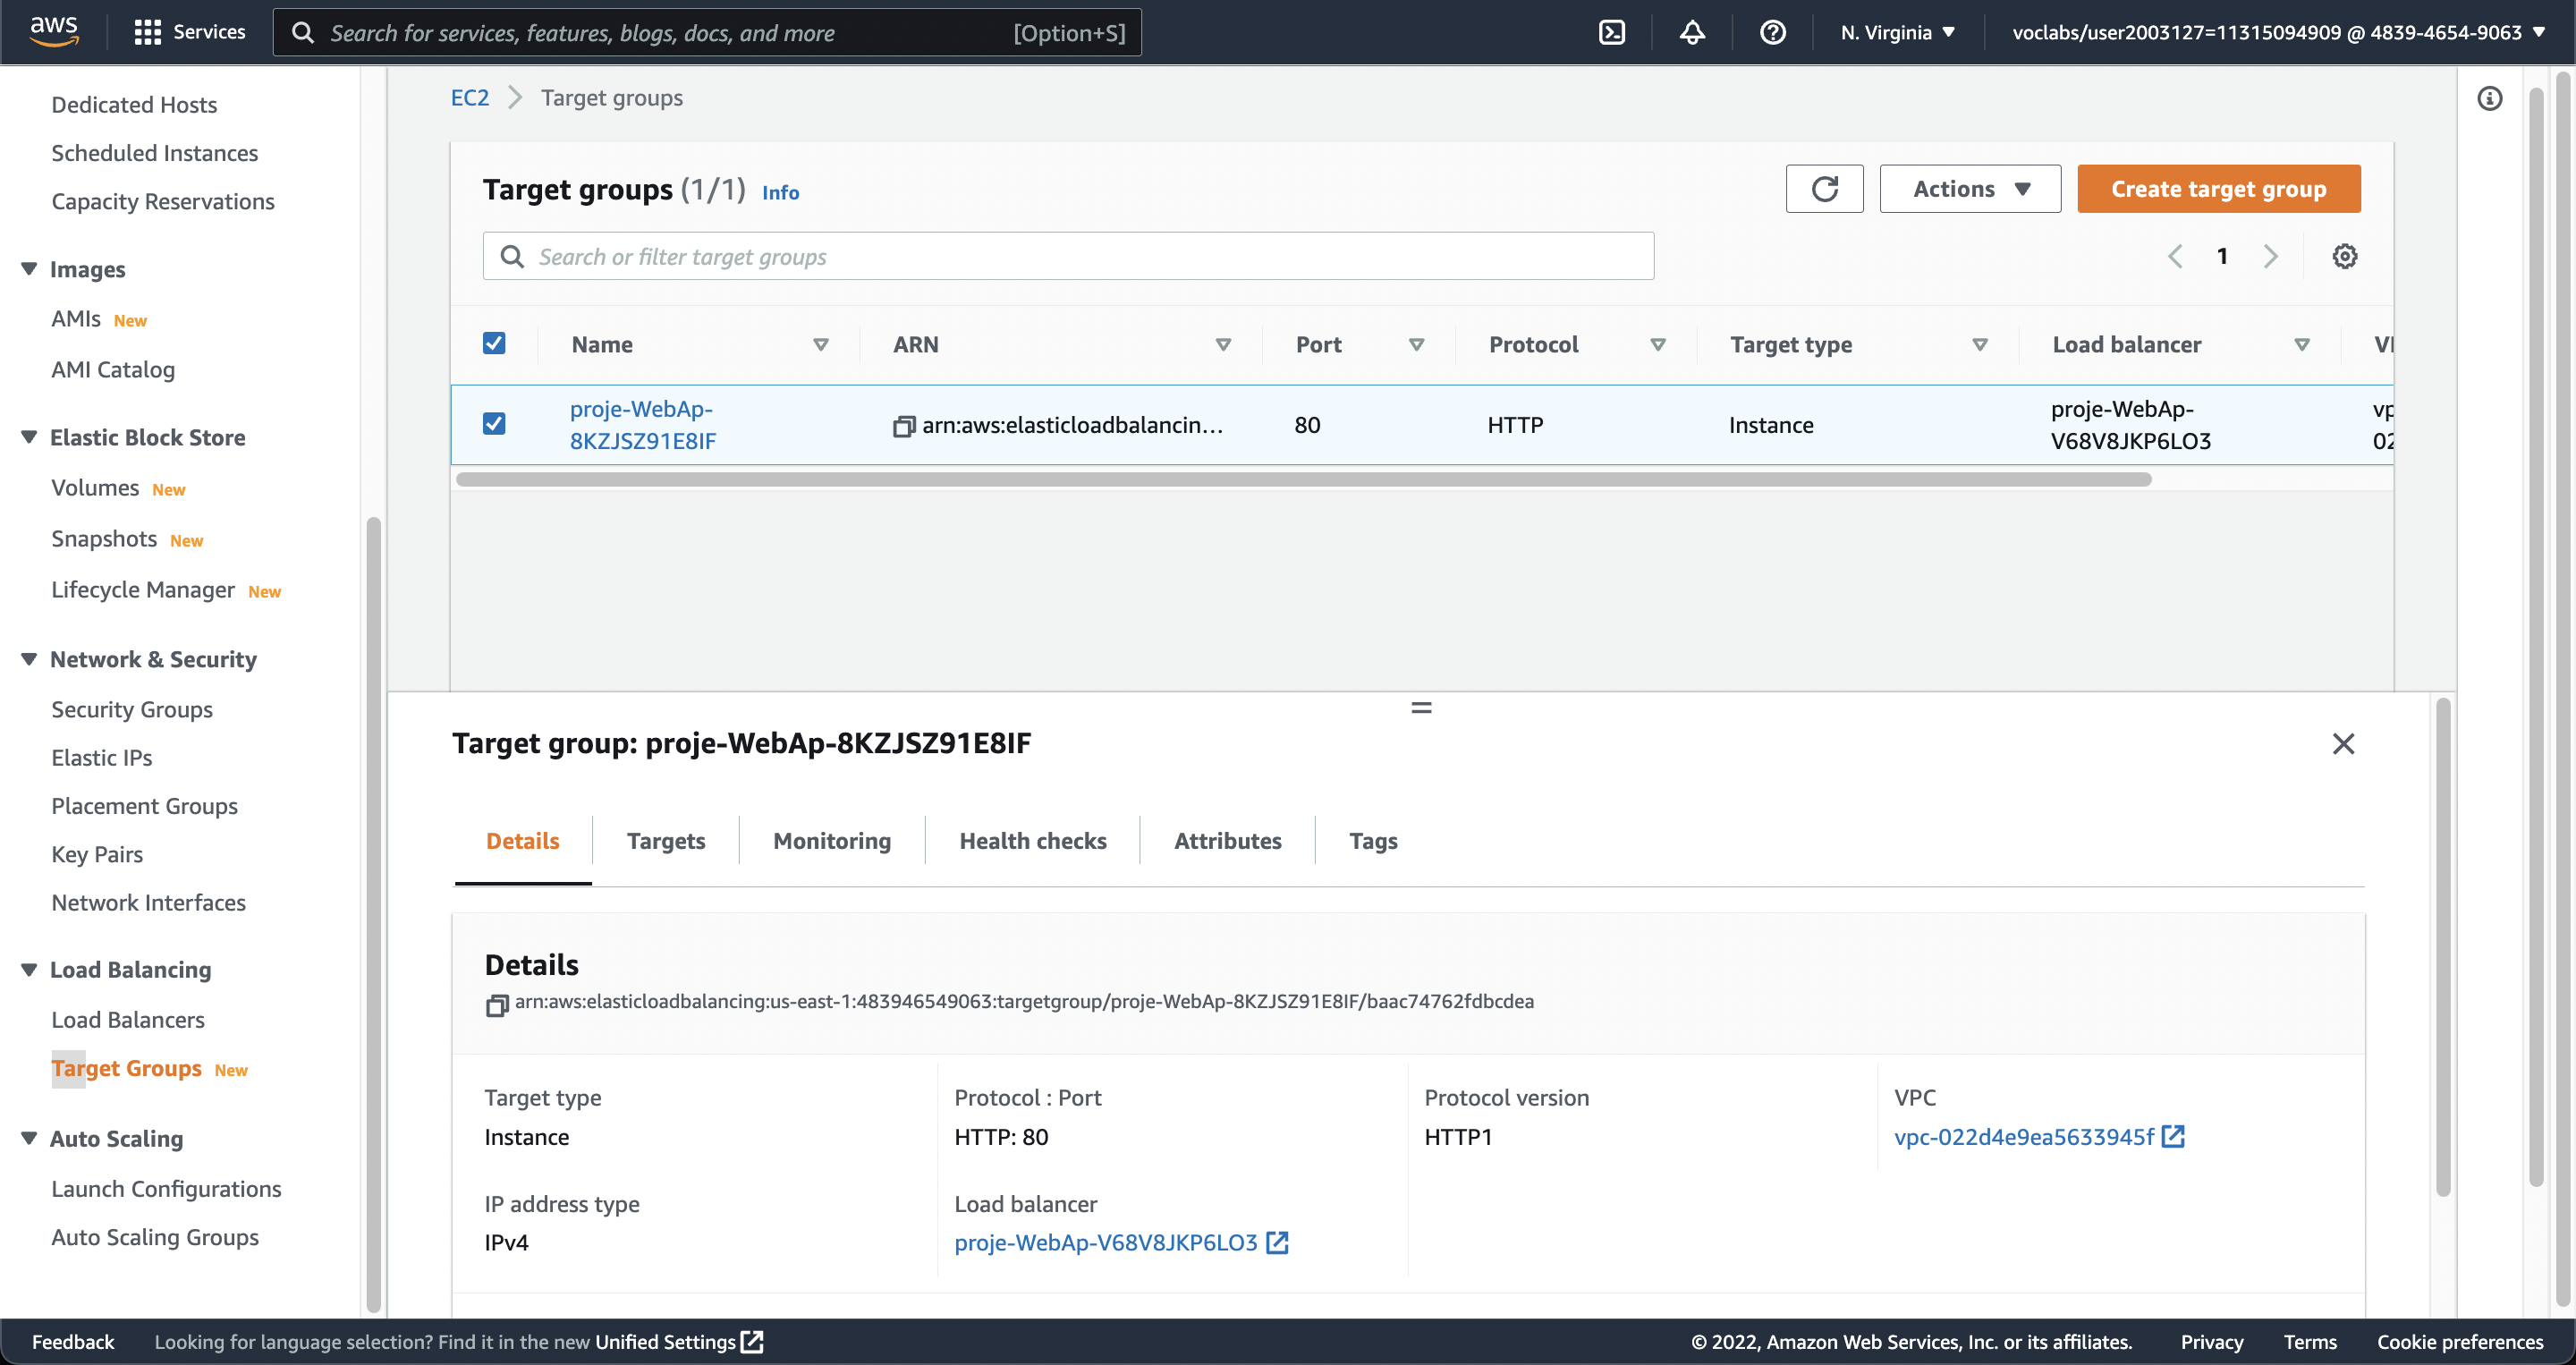 aws
Services
Search for services, features, blogs, docs, and more
[Option+S]
N. Virginia
voclabs/user2003127=11315094909 @ 4839-4654-9063
Dedicated Hosts
Scheduled Instances
Capacity Reservations
Images
AMIs New
AMI Catalog
Elastic Block Store
Volumes New
Snapshots New
Lifecycle Manager New
Network & Security
Security Groups
Elastic IPs
Placement Groups
Key Pairs
Network Interfaces
Load Balancing
Load Balancers
Target Groups New
Auto Scaling
Launch Configurations
Auto Scaling Groups
EC2
Target groups
Target groups (1/1) Info
Actions
Create target group
Search or filter target groups
1
Name
ARN
Port
Protocol
Target type
Load balancer
proje-WebAp-
8KZJSZ91E8IF
arn:aws:elasticloadbalancin...
80
HTTP
Instance
proje-WebAp-
V68V8JKP6LO3
vp
02
Target group: proje-WebAp-8KZJSZ91E8IF
Details
Targets
Monitoring
Health checks
Attributes
Tags
Details
arn:aws:elasticloadbalancing:us-east-1:483946549063:targetgroup/proje-WebAp-8KZJSZ91E8IF/baac74762fdbcdea
Target type
Instance
Protocol : Port
HTTP: 80
Protocol version
HTTP1
VPC
vpc-022d4e9ea5633945f
IP address type
IPv4
Load balancer
proje-WebAp-V68V8JKP6LO3
Feedback
Looking for language selection? Find it in the new Unified Settings
© 2022, Amazon Web Services, Inc. or its affiliates.
Privacy
Terms
Cookie preferences